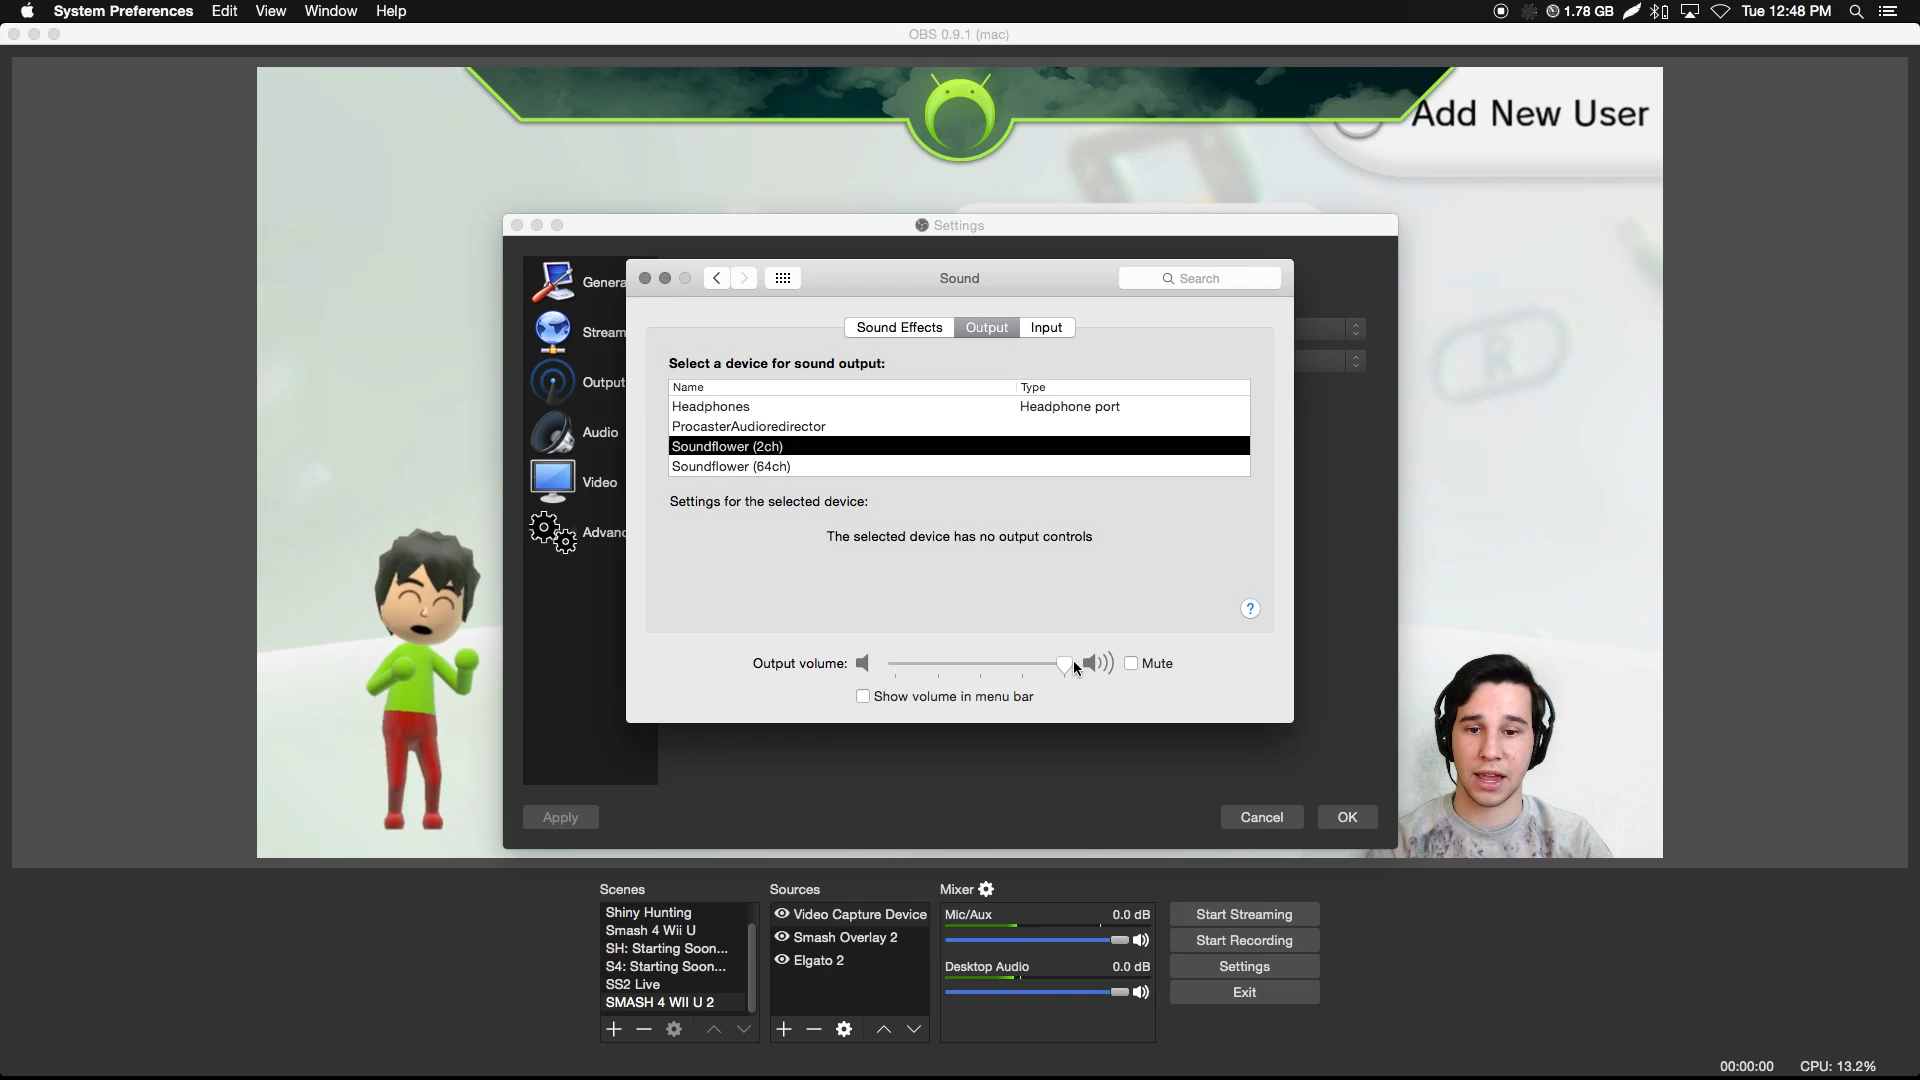 System Preferences Edit View Window Help
1.78 GB Tue 12:48 PM
OBS 0.9.1 (mac)
Add New User
Settings
Sound
Search
Sound Effects Output Input
Select a device for sound output:
Name Type
Headphones Headphone port
ProcasterAudioredirector
Soundflower (2ch)
Soundflower (64ch)
Settings for the selected device:
The selected device has no output controls
?
Output volume: Mute
Show volume in menu bar
Genera
Stream
Output
Audio
Video
Advanc
R
Apply Cancel OK
Scenes
Shiny Hunting
Smash 4 Wii U
SH: Starting Soon...
S4: Starting Soon...
SS2 Live
SMASH 4 WII U 2
Sources
Video Capture Device
Smash Overlay 2
Elgato 2
Mixer
Mic/Aux 0.0 dB
Desktop Audio 0.0 dB
Start Streaming
Start Recording
Settings
Exit
00:00:00 CPU: 13.2%